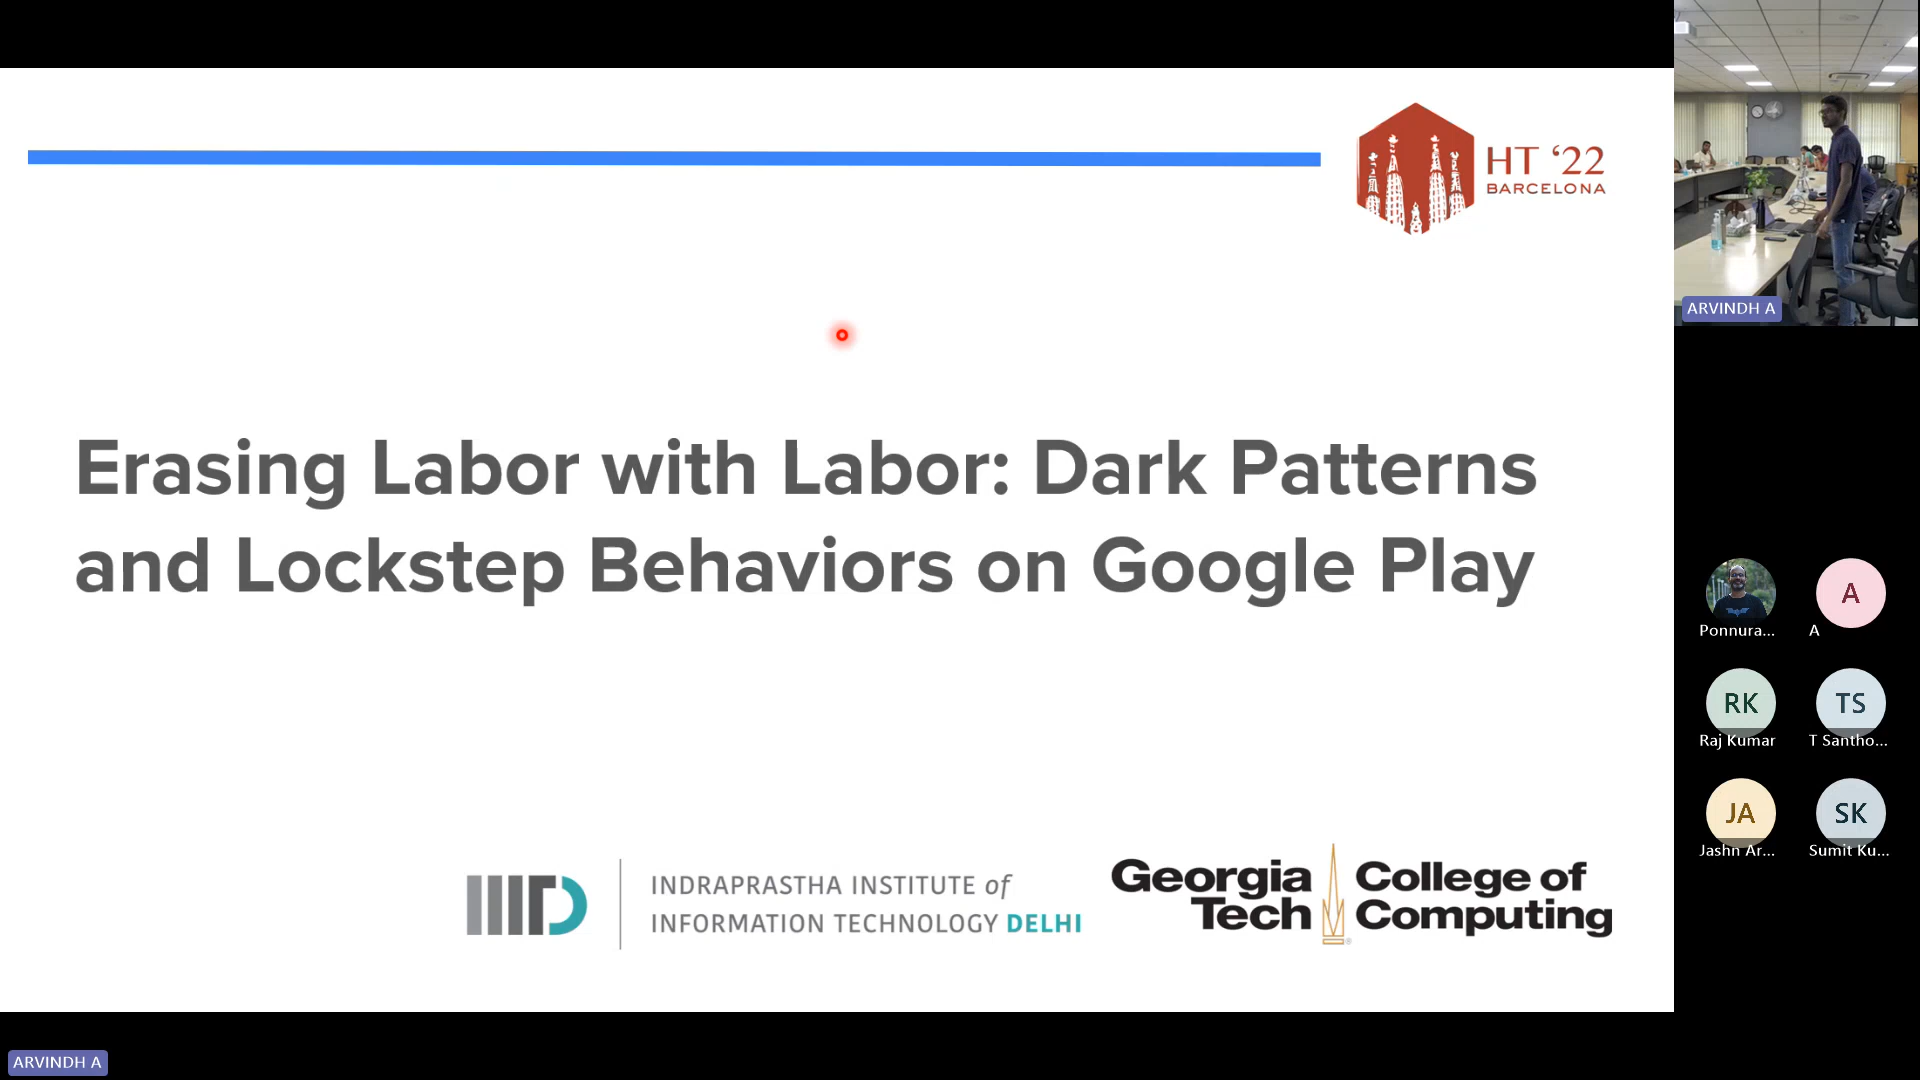 HT ‘22
BARCELONA
Erasing Labor with Labor: Dark Patterns
and Lockstep Behaviors on Google Play
IIITD
INDRAPRASTHA INSTITUTE of
INFORMATION TECHNOLOGY DELHI
Georgia Tech
College of Computing
ARVINDH A
Ponnura...
A
A
RK
Raj Kumar
TS
T Santho...
JA
Jashn Ar...
SK
Sumit Ku...
ARVINDH A